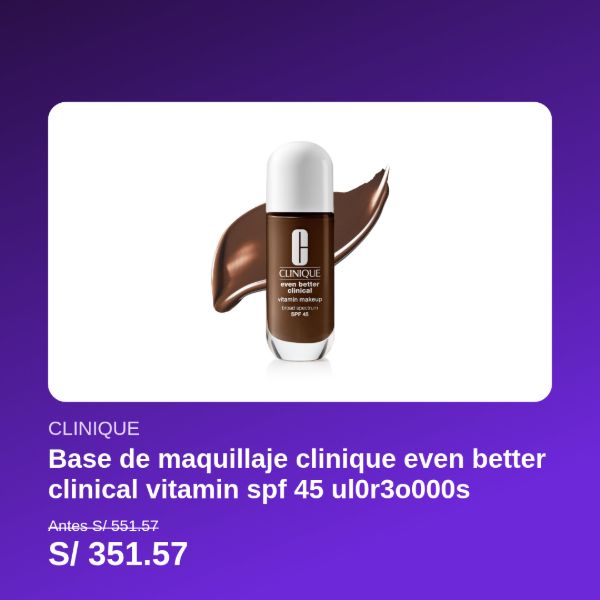 C
CLINIQUE
even better
clinical
vitamin makeup
broad spectrum
SPF 45
CLINIQUE
Base de maquillaje clinique even better
clinical vitamin spf 45 ul0r3o000s
Antes S/ 551.57
S/ 351.57